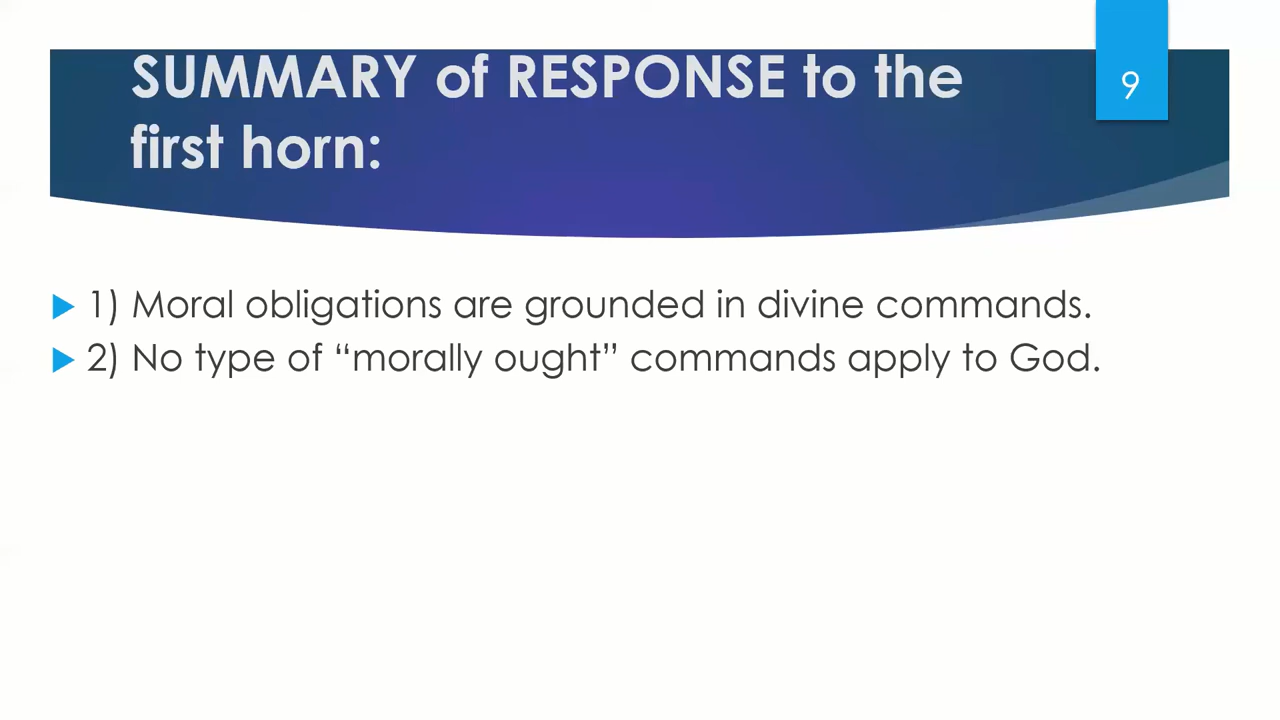 SUMMARY of RESPONSE to the
first horn:
9
1) Moral obligations are grounded in divine commands.
2) No type of “morally ought” commands apply to God.